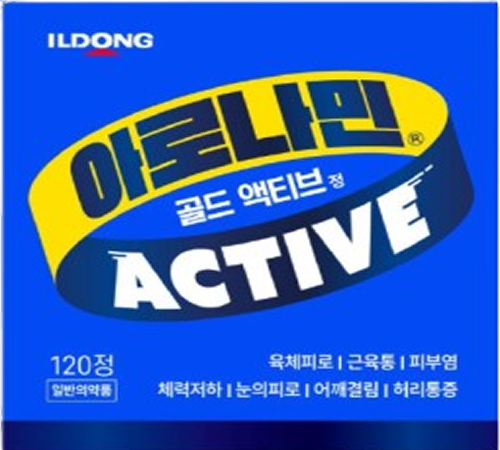 ILDONG
아로나민®
골드 액티브 정
ACTIVE
120정
일반의약품
육체피로 | 근육통 | 피부염
체력저하 | 눈의피로 | 어깨결림 | 허리통증